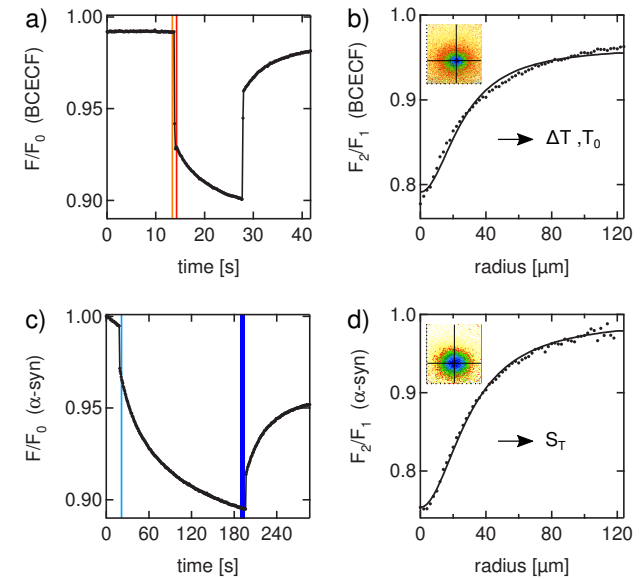 a)
1.00
0.95
0.90
F/F0 (BCECF)
0 10 20 30 40
time [s]
b)
1.0
0.9
0.8
F2/F1 (BCECF)
ΔT ,T0
0 40 80 120
radius [μm]
c)
1.00
0.95
0.90
F/F0 (α-syn)
0 60 120 180 240
time [s]
d)
1.0
0.9
0.8
F2/F1 (α-syn)
ST
0 40 80 120
radius [μm]